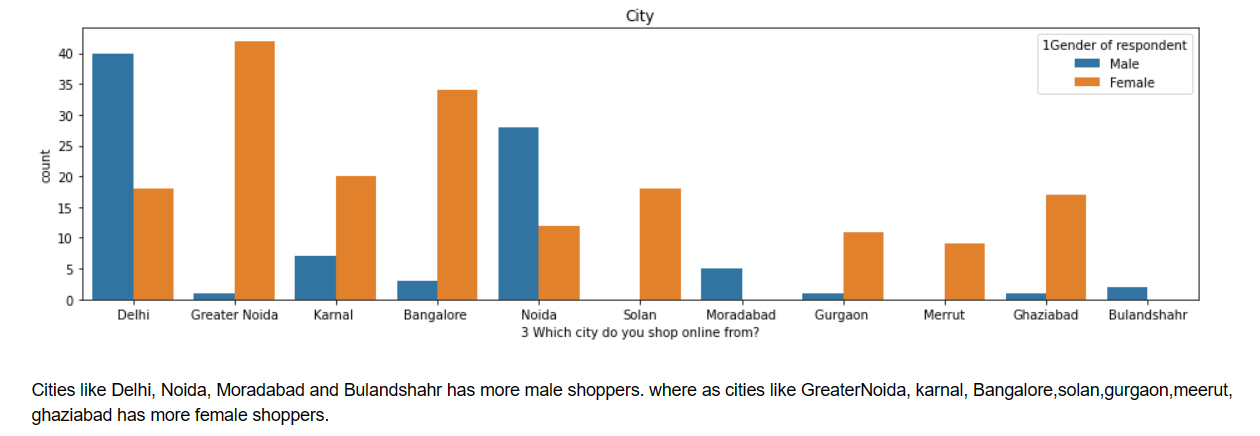 City
1Gender of respondent
Male
Female
40
35
30
25
20
15
10
5
0
count
Delhi Greater Noida Karnal Bangalore Noida Solan Moradabad Gurgaon Merrut Ghaziabad Bulandshahr
3 Which city do you shop online from?
Cities like Delhi, Noida, Moradabad and Bulandshahr has more male shoppers. where as cities like GreaterNoida, karnal, Bangalore,solan,gurgaon,meerut,
ghaziabad has more female shoppers.